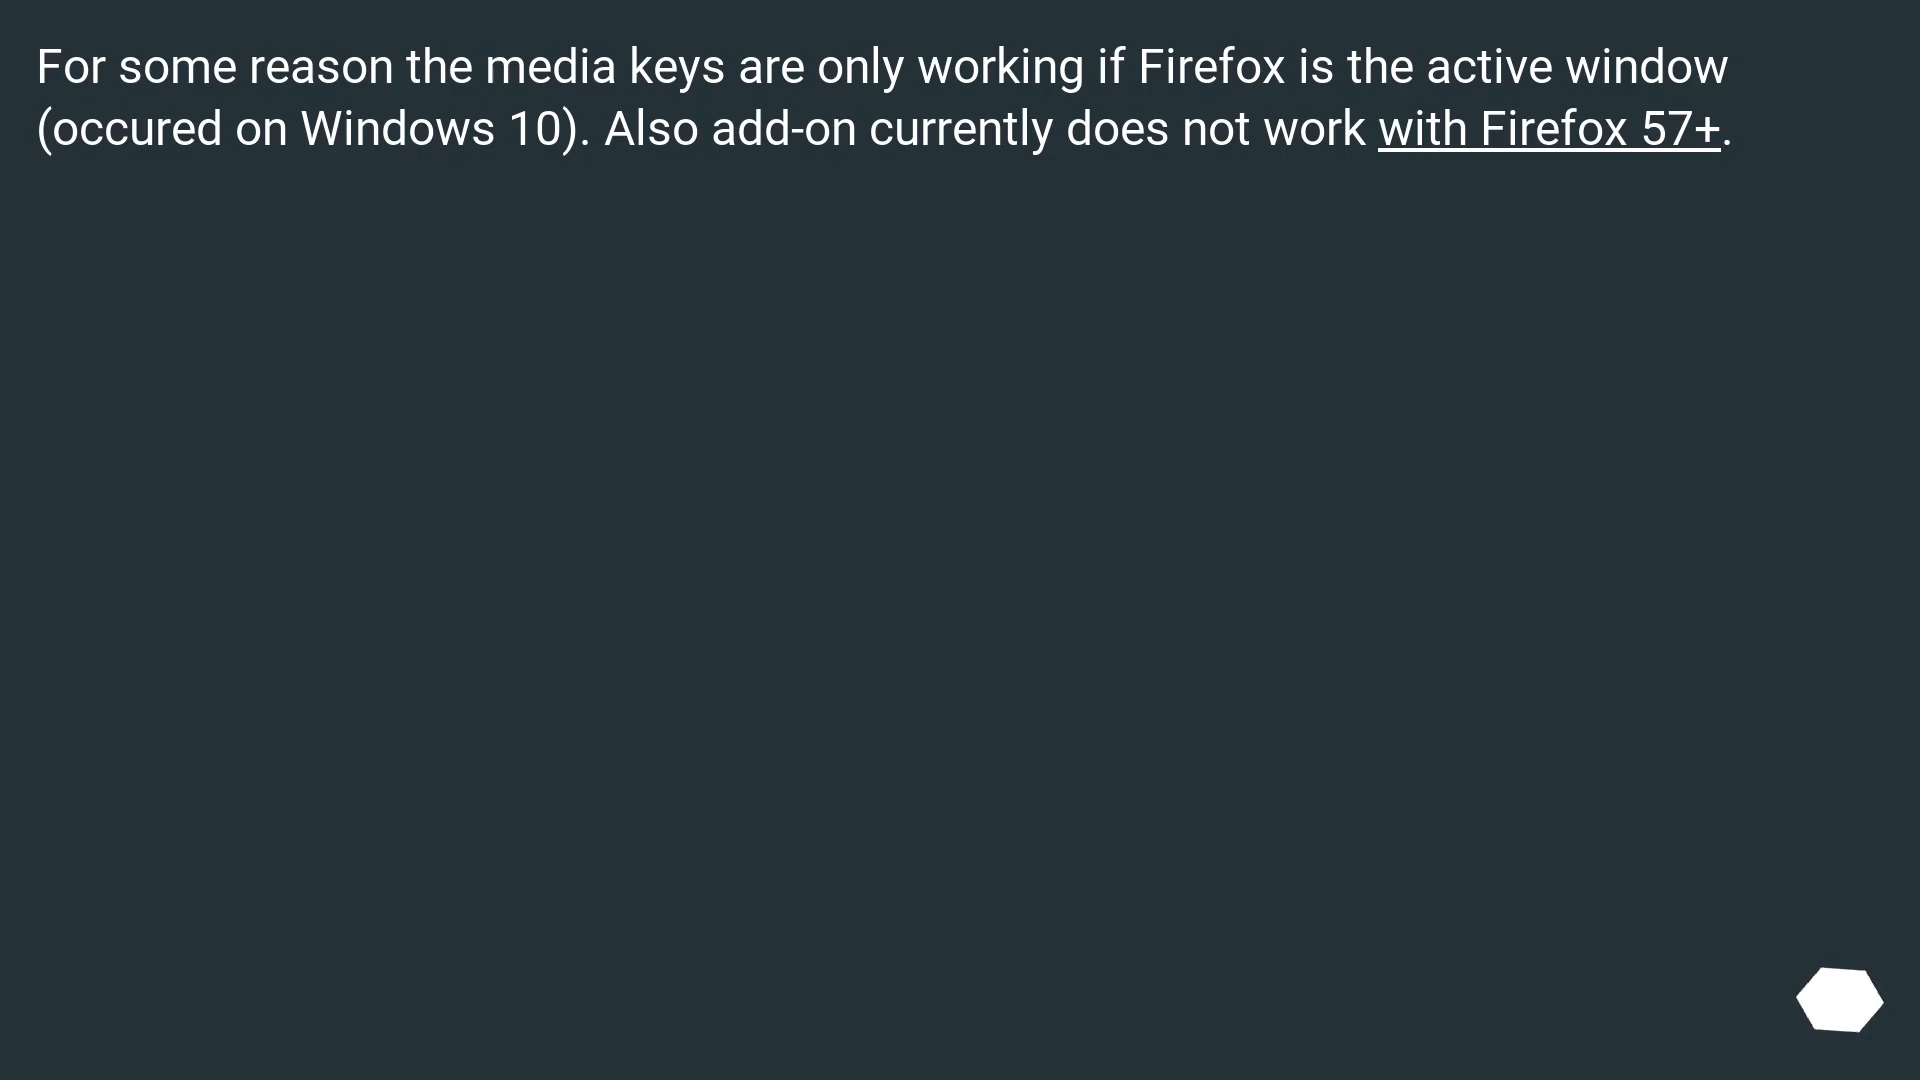 For some reason the media keys are only working if Firefox is the active window
(occured on Windows 10). Also add-on currently does not work with Firefox 57+.